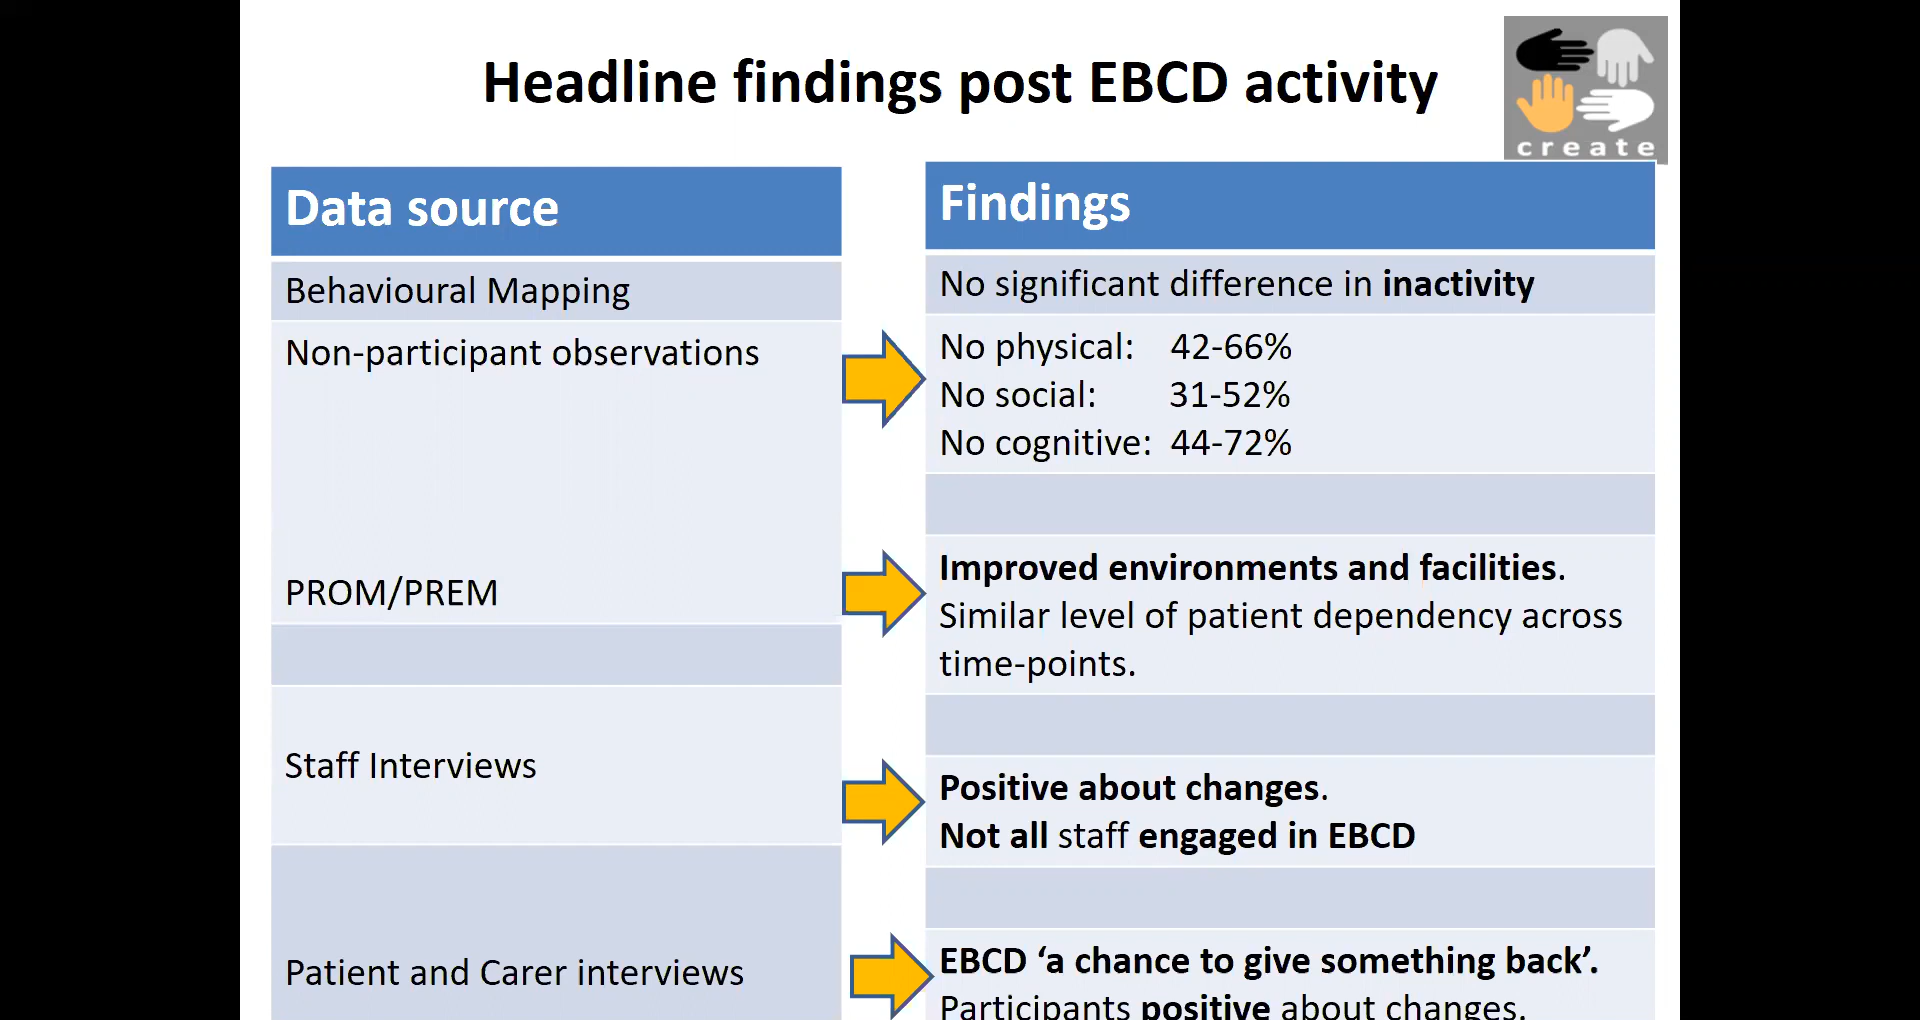 Headline findings post EBCD activity
create
Data source
Findings
Behavioural Mapping
No significant difference in inactivity
Non-participant observations
No physical: 42-66%
No social: 31-52%
No cognitive: 44-72%
PROM/PREM
Improved environments and facilities.
Similar level of patient dependency across
time-points.
Staff Interviews
Positive about changes.
Not all staff engaged in EBCD
Patient and Carer interviews
EBCD ‘a chance to give something back’.
Participants positive about changes.